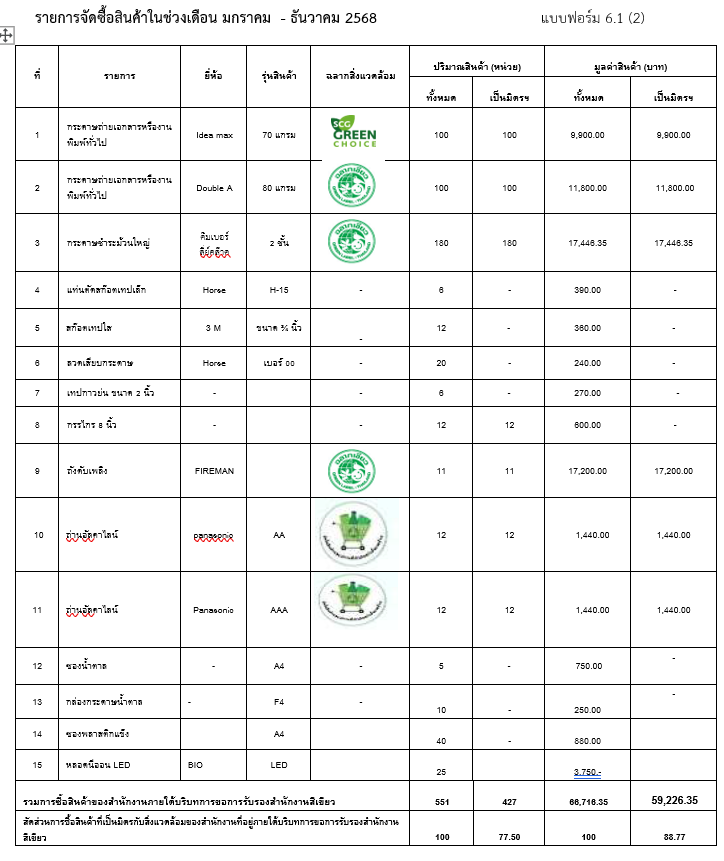 รายการจัดซื้อสินค้าในช่วงเดือน มกราคม - ธันวาคม 2568 แบบฟอร์ม 6.1 (2)
ที่ รายการ ยี่ห้อ รุ่นสินค้า ฉลากสิ่งแวดล้อม ปริมาณสินค้า (หน่วย) มูลค่าสินค้า (บาท)
ทั้งหมด เป็นมิตรฯ ทั้งหมด เป็นมิตรฯ
1 กระดาษถ่ายเอกสารหรืองาน Idea max 70 แกรม SCG GREEN CHOICE 100 100 9,900.00 9,900.00
พิมพ์ทั่วไป
2 กระดาษถ่ายเอกสารหรืองาน Double A 80 แกรม ฉลากเขียว GREEN LABEL : THAILAND 100 100 11,800.00 11,800.00
พิมพ์ทั่วไป
3 กระดาษชำระม้วนใหญ่ คิมเบอร์ 2 ชั้น ฉลากเขียว GREEN LABEL : THAILAND 180 180 17,446.35 17,446.35
ลีย์คล๊าค
4 แท่นตัดสก๊อตเทปเล็ก Horse H-15 - 6 - 390.00 -
5 สก๊อตเทปใส 3 M ขนาด ¾ นิ้ว - 12 - 360.00 -
6 ลวดเสียบกระดาษ Horse เบอร์ 00 - 20 - 240.00 -
7 เทปกาวย่น ขนาด 2 นิ้ว - - 6 - 270.00 -
8 กรรไกร 8 นิ้ว - 12 12 600.00 -
9 ถังดับเพลิง FIREMAN ฉลากเขียว GREEN LABEL : THAILAND 11 11 17,200.00 17,200.00
10 ถ่านอัลคาไลน์ panasonic AA 12 12 1,440.00 1,440.00
11 ถ่านอัลคาไลน์ Panasonic AAA 12 12 1,440.00 1,440.00
12 ซองน้ำตาล - A4 - 5 - 750.00 -
13 กล่องกระดาษน้ำตาล - F4 - 10 - 250.00 -
14 ซองพลาสติกแข็ง A4 40 - 880.00
15 หลอดนีออน LED BIO LED 25 3,750.-
รวมการซื้อสินค้าของสำนักงานภายใต้บริบทการขอการรับรองสำนักงานสีเขียว 551 427 66,716.35 59,226.35
สัดส่วนการซื้อสินค้าที่เป็นมิตรกับสิ่งแวดล้อมของสำนักงานที่อยู่ภายใต้บริบทการขอการรับรองสำนักงาน
สีเขียว 100 77.50 100 88.77